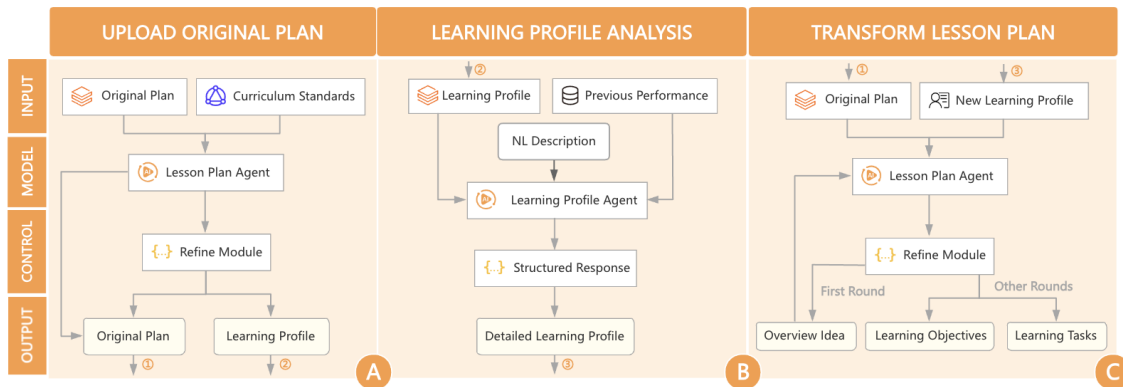 UPLOAD ORIGINAL PLAN
LEARNING PROFILE ANALYSIS
TRANSFORM LESSON PLAN
INPUT
MODEL
CONTROL
OUTPUT
Original Plan
Curriculum Standards
Lesson Plan Agent
{...} Refine Module
Original Plan
Learning Profile
①
②
A
②
Learning Profile
Previous Performance
NL Description
Learning Profile Agent
{...} Structured Response
Detailed Learning Profile
③
B
①
③
Original Plan
New Learning Profile
Lesson Plan Agent
{...} Refine Module
First Round
Other Rounds
Overview Idea
Learning Objectives
Learning Tasks
C